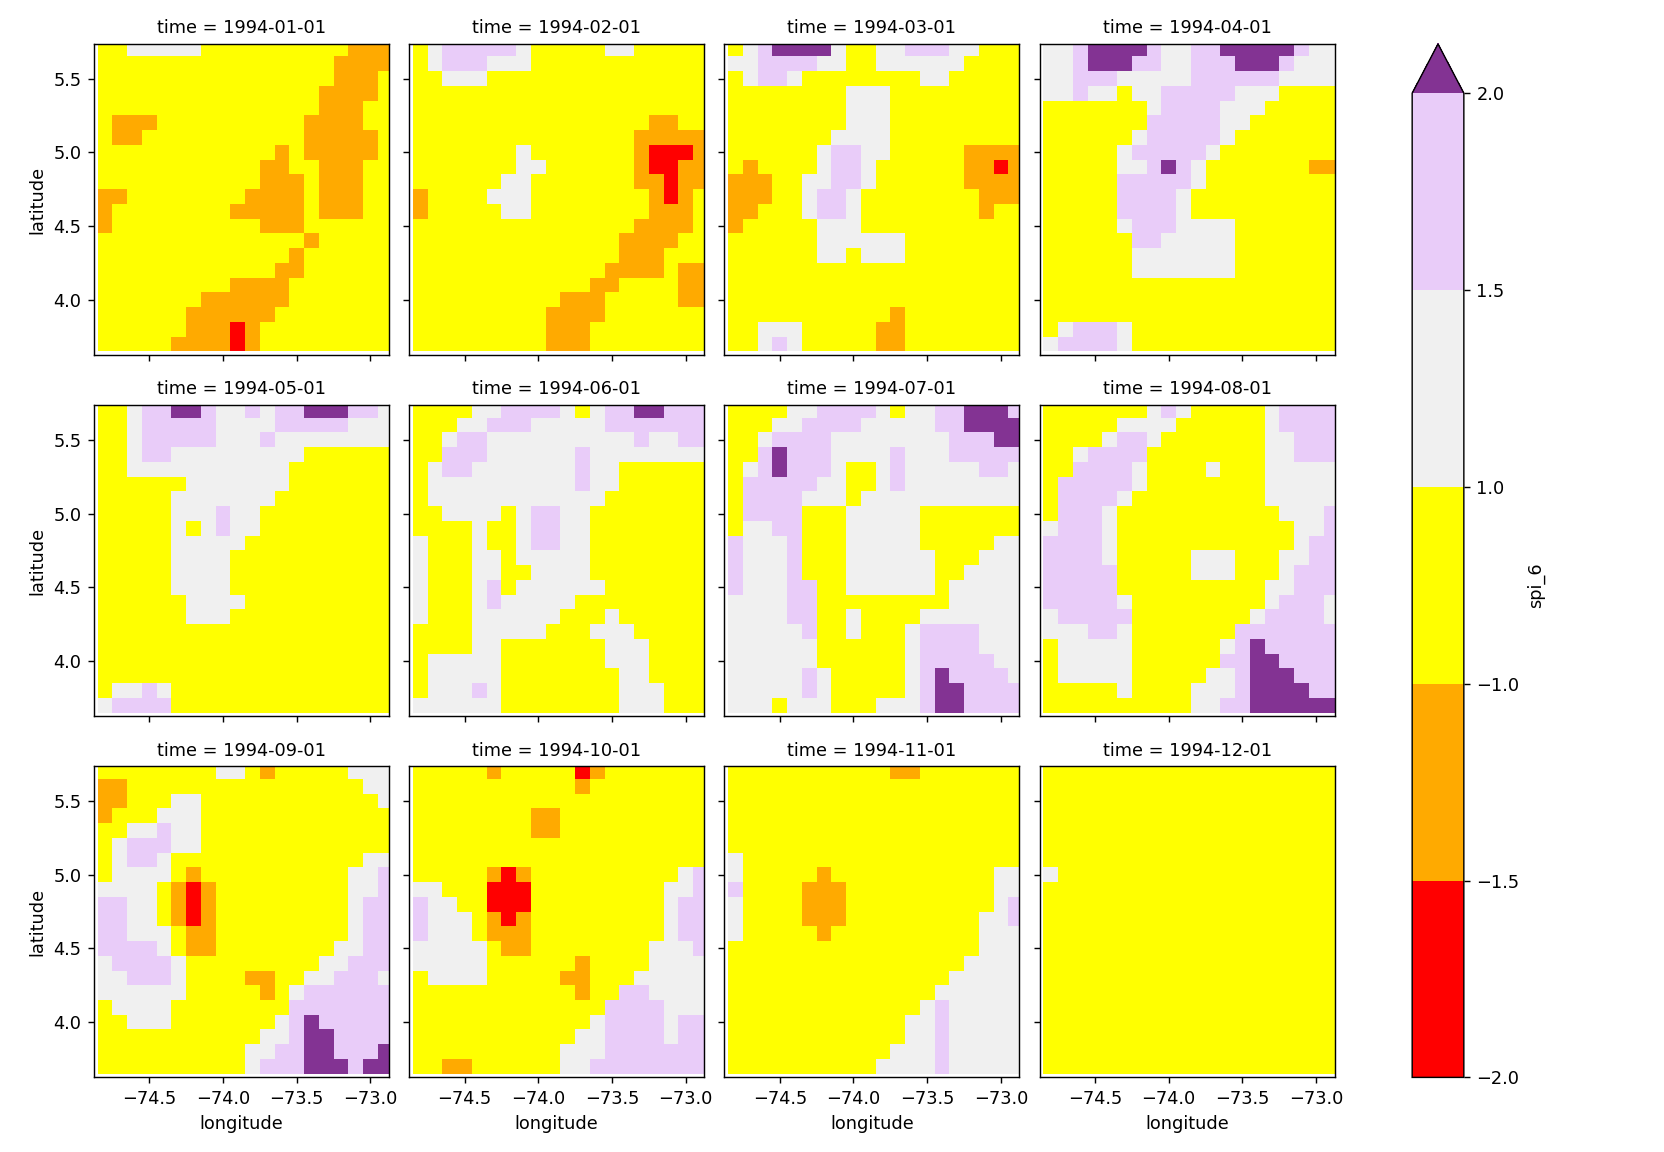 time = 1994-01-01
time = 1994-02-01
time = 1994-03-01
time = 1994-04-01
latitude
5.5
5.0
4.5
4.0
time = 1994-05-01
time = 1994-06-01
time = 1994-07-01
time = 1994-08-01
latitude
5.5
5.0
4.5
4.0
time = 1994-09-01
time = 1994-10-01
time = 1994-11-01
time = 1994-12-01
latitude
5.5
5.0
4.5
4.0
−74.5 −74.0 −73.5 −73.0
−74.5 −74.0 −73.5 −73.0
−74.5 −74.0 −73.5 −73.0
−74.5 −74.0 −73.5 −73.0
longitude
longitude
longitude
longitude
2.0
1.5
1.0
−1.0
−1.5
−2.0
spi_6